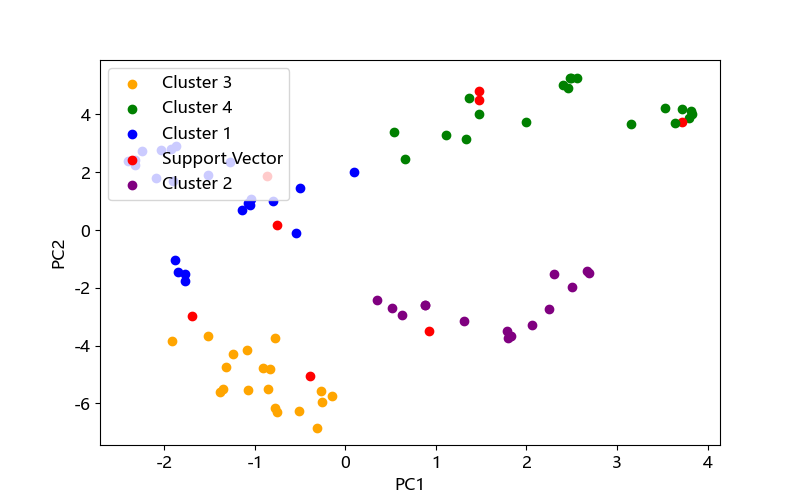 Cluster 3
Cluster 4
Cluster 1
Support Vector
Cluster 2
4
2
0
-2
-4
-6
PC2
-2
-1
0
1
2
3
4
PC1